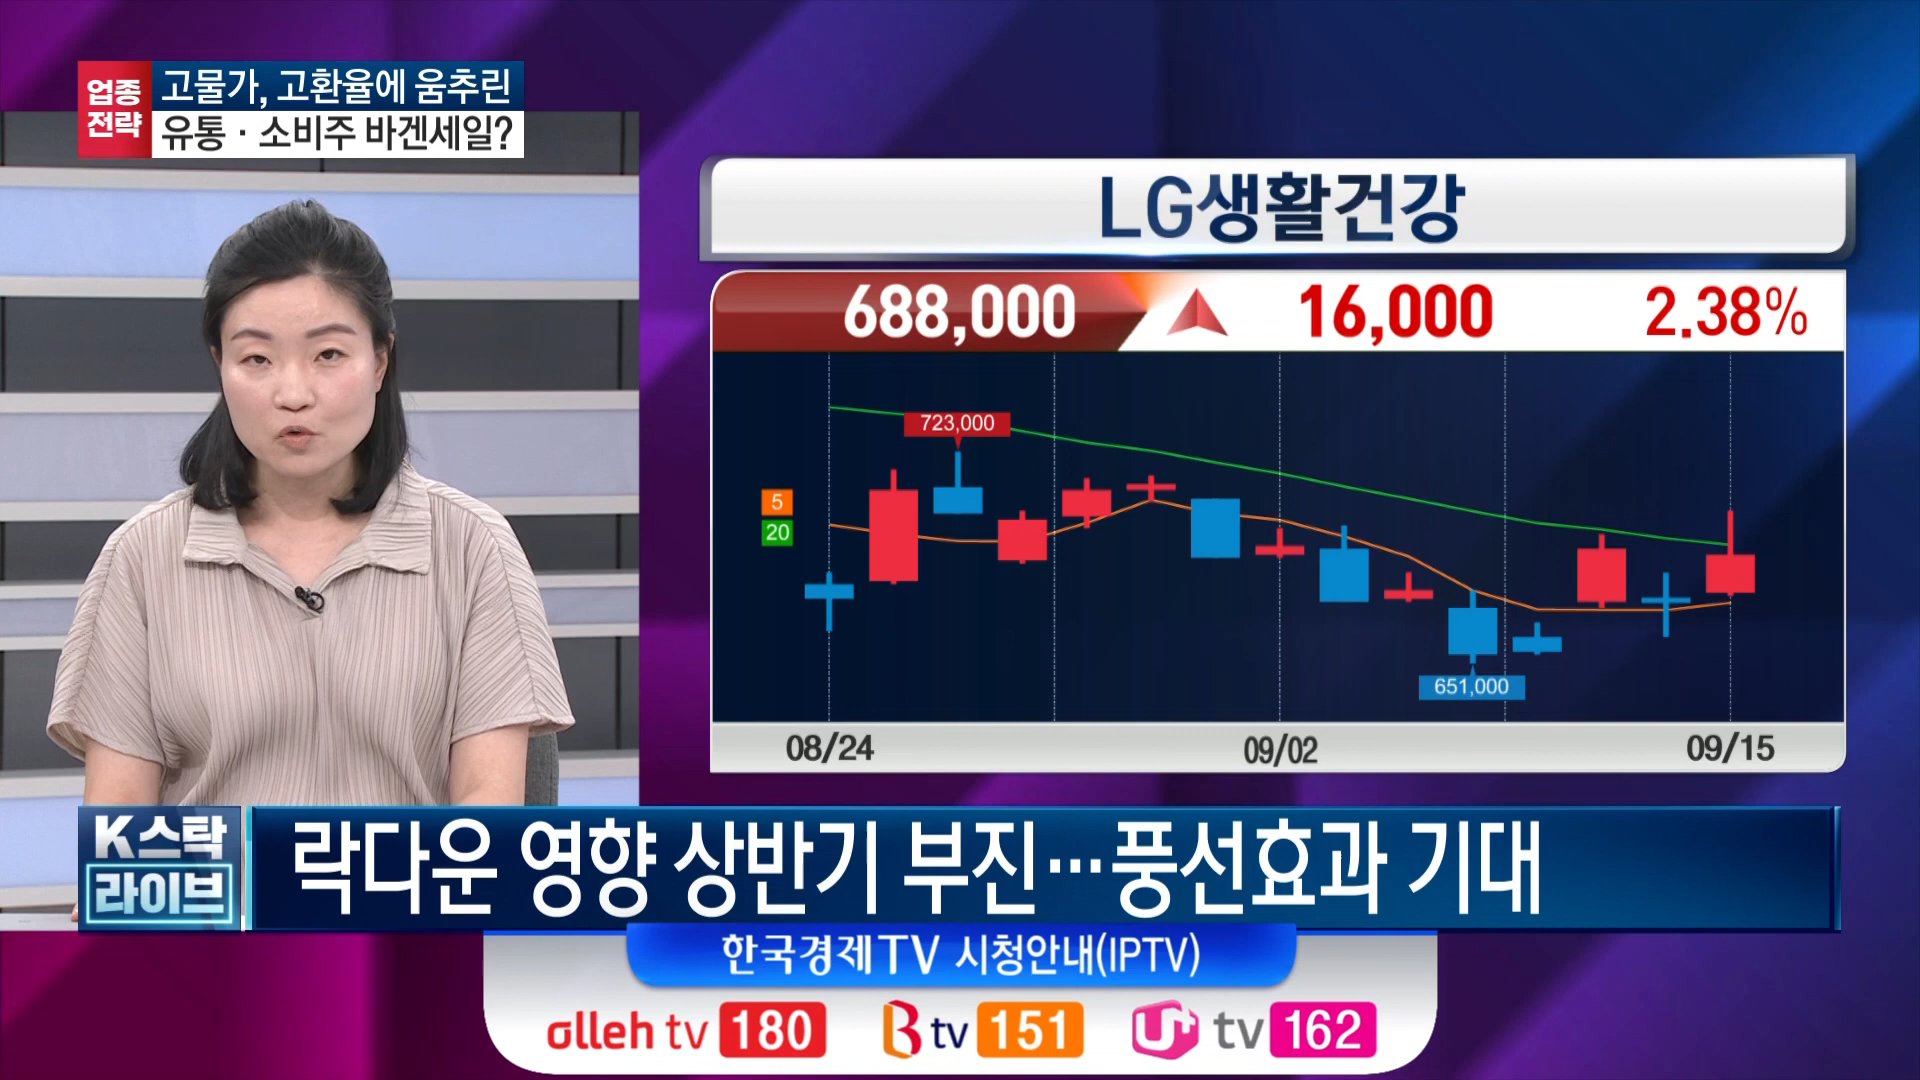 업종
전략
고물가, 고환율에 움추린
유통 · 소비주 바겐세일?
LG생활건강
688,000 16,000 2.38%
723,000
5
20
651,000
08/24 09/02 09/15
K스탁
라이브
락다운 영향 상반기 부진…풍선효과 기대
한국경제TV 시청안내(IPTV)
olleh tv 180 B tv 151 U+ tv 162